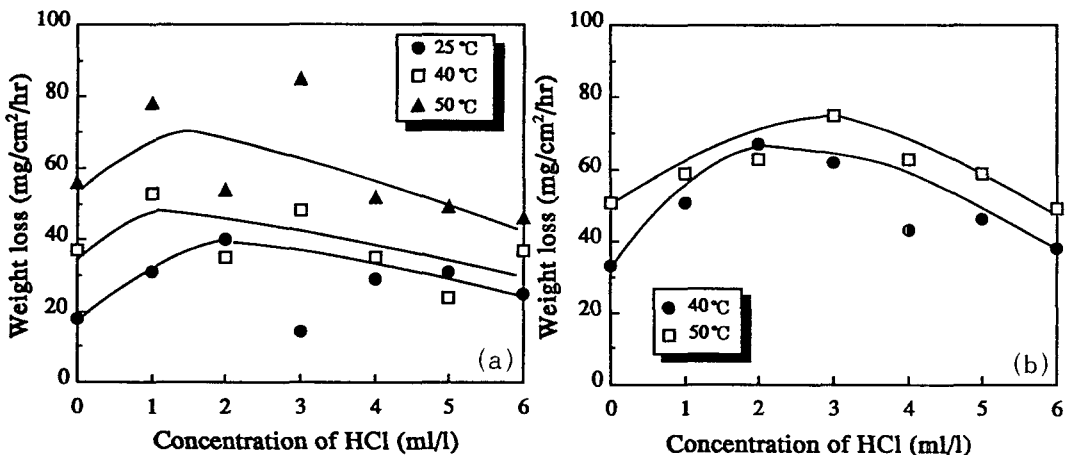 Weight loss (mg/cm²/hr)
100
80
60
40
20
0
25 ℃
40 ℃
50 ℃
(a)
0 1 2 3 4 5 6
Concentration of HCl (ml/l)
Weight loss (mg/cm²/hr)
100
80
60
40
20
0
40 ℃
50 ℃
(b)
0 1 2 3 4 5 6
Concentration of HCl (ml/l)